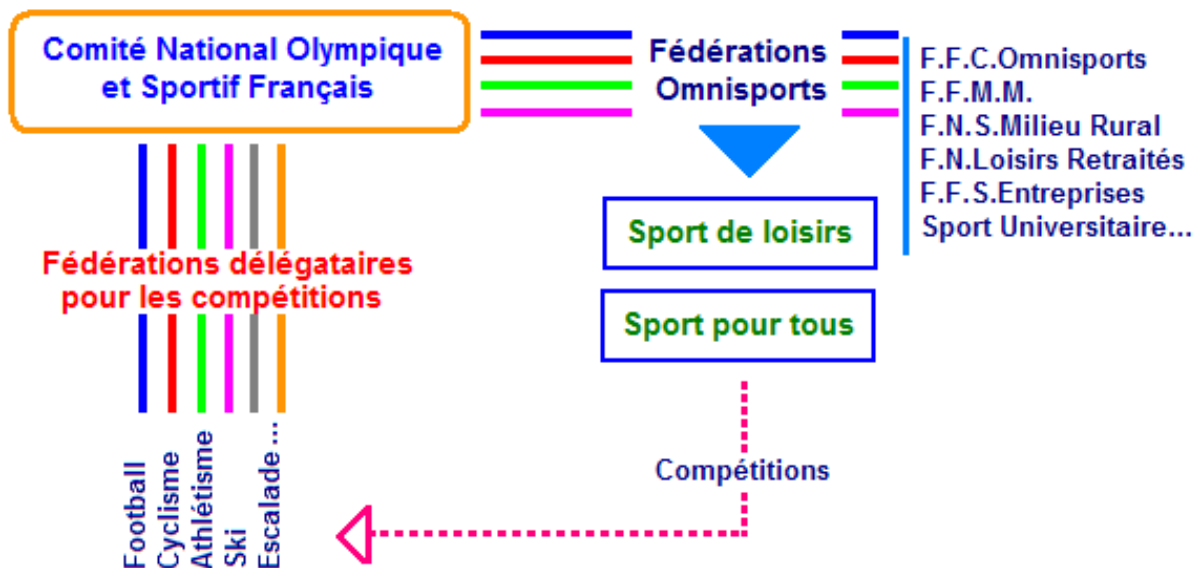 Comité National Olympique
et Sportif Français
Fédérations
Omnisports
F.F.C.Omnisports
F.F.M.M.
F.N.S.Milieu Rural
F.N.Loisirs Retraités
F.F.S.Entreprises
Sport Universitaire...
Sport de loisirs
Sport pour tous
Fédérations délégataires
pour les compétitions
Compétitions
Football
Cyclisme
Athlétisme
Ski
Escalade ...